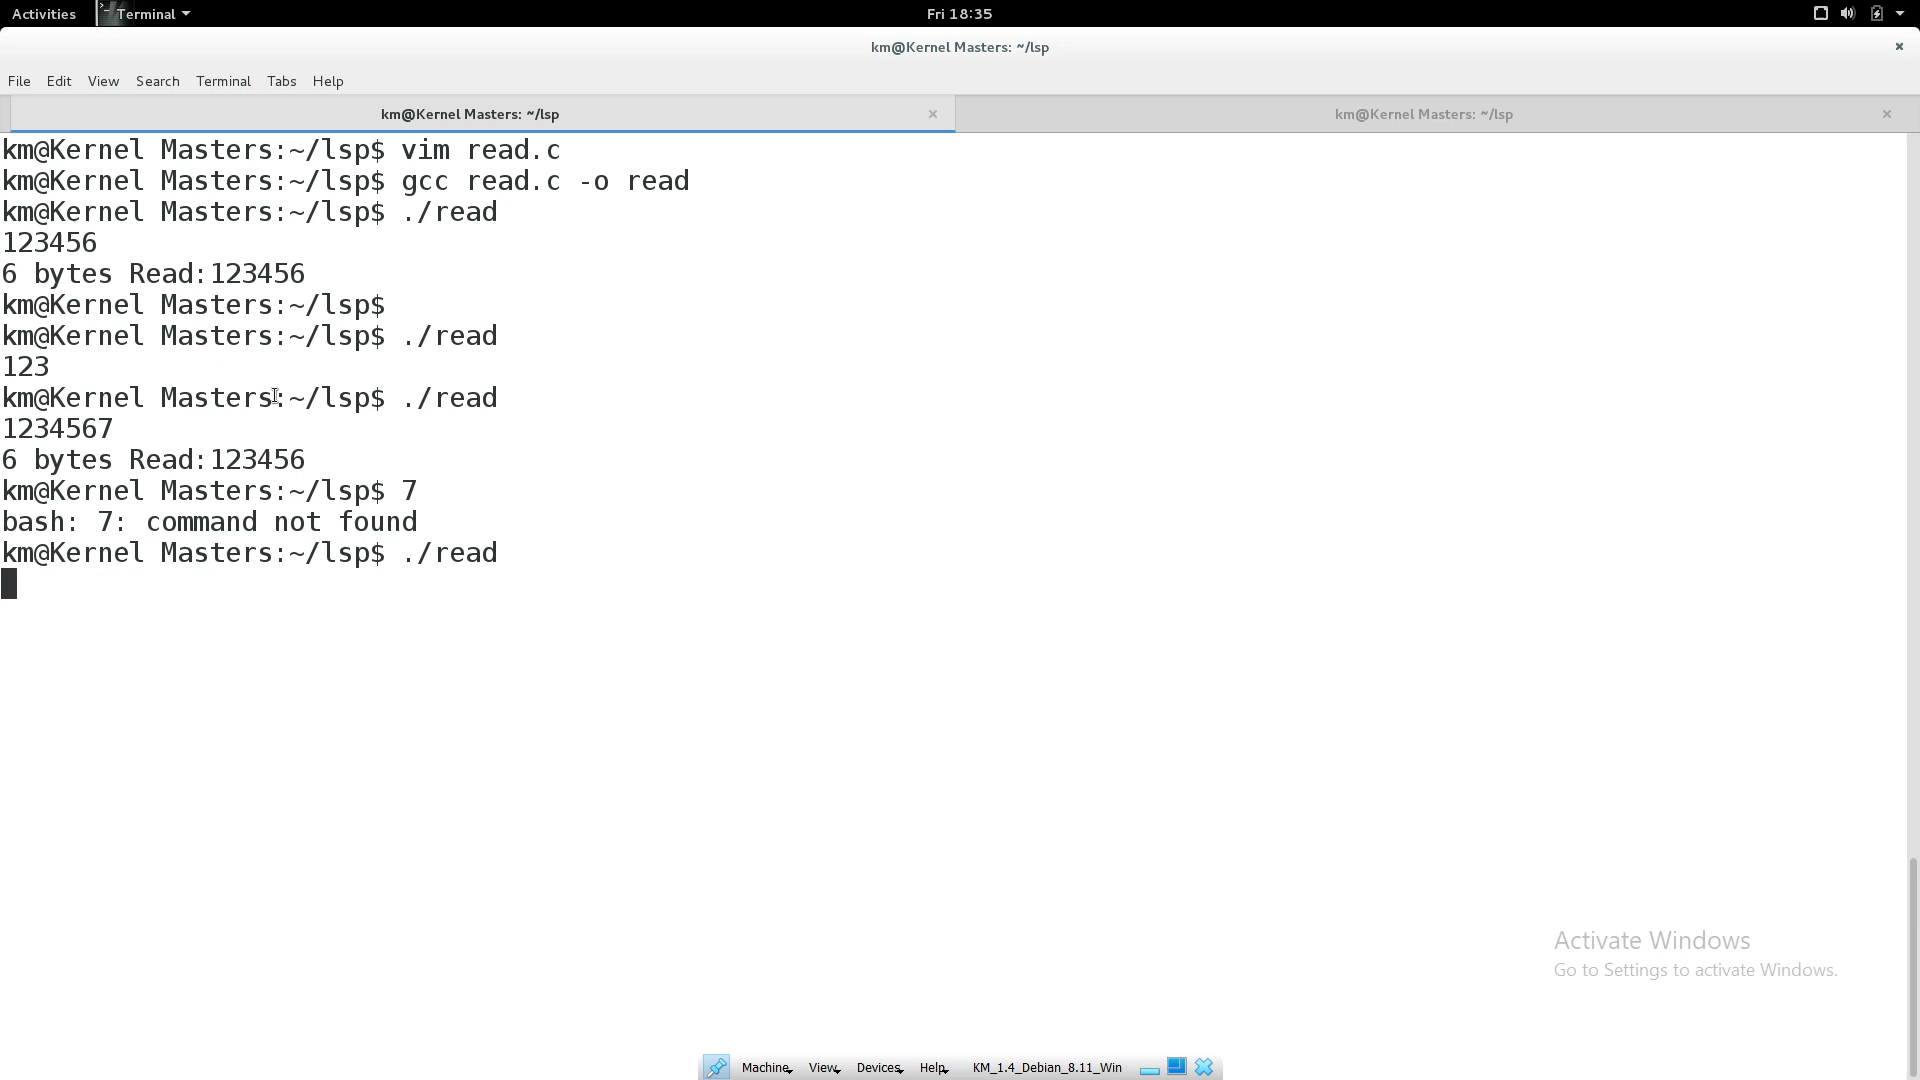 Activities
Terminal
Fri 18:35
km@Kernel Masters: ~/lsp
File Edit View Search Terminal Tabs Help
km@Kernel Masters: ~/lsp
km@Kernel Masters: ~/lsp
km@Kernel Masters:~/lsp$ vim read.c
km@Kernel Masters:~/lsp$ gcc read.c -o read
km@Kernel Masters:~/lsp$ ./read
123456
6 bytes Read:123456
km@Kernel Masters:~/lsp$
km@Kernel Masters:~/lsp$ ./read
123
km@Kernel Masters:~/lsp$ ./read
1234567
6 bytes Read:123456
km@Kernel Masters:~/lsp$ 7
bash: 7: command not found
km@Kernel Masters:~/lsp$ ./read
Activate Windows
Go to Settings to activate Windows.
Machine View Devices Help KM_1.4_Debian_8.11_Win